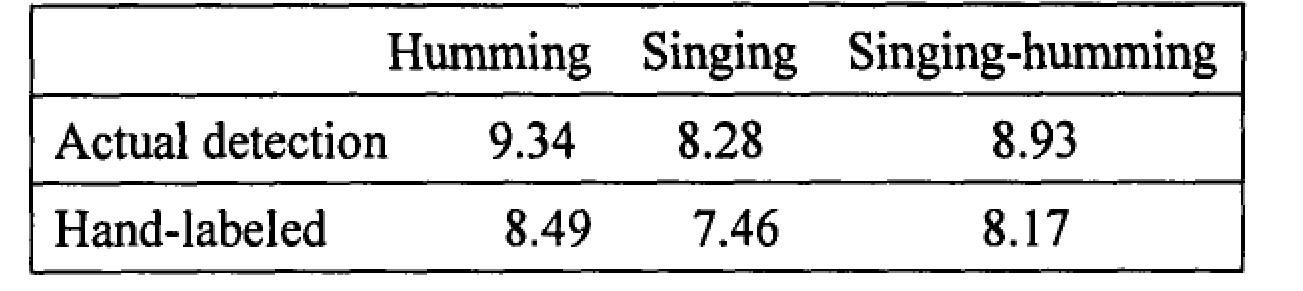 Humming Singing Singing-humming
Actual detection 9.34 8.28 8.93
Hand-labeled 8.49 7.46 8.17